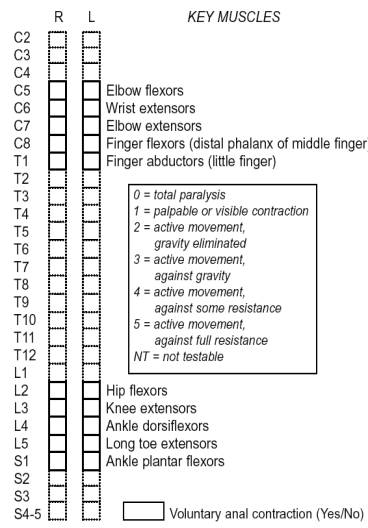 R L KEY MUSCLES
C2
C3
C4
C5 Elbow flexors
C6 Wrist extensors
C7 Elbow extensors
C8 Finger flexors (distal phalanx of middle finger
T1 Finger abductors (little finger)
T2
T3
T4
T5
T6
T7
T8
T9
T10
T11
T12
L1
0 = total paralysis
1 = palpable or visible contraction
2 = active movement,
gravity eliminated
3 = active movement,
against gravity
4 = active movement,
against some resistance
5 = active movement,
against full resistance
NT = not testable
L2 Hip flexors
L3 Knee extensors
L4 Ankle dorsiflexors
L5 Long toe extensors
S1 Ankle plantar flexors
S2
S3
S4-5 Voluntary anal contraction (Yes/No)